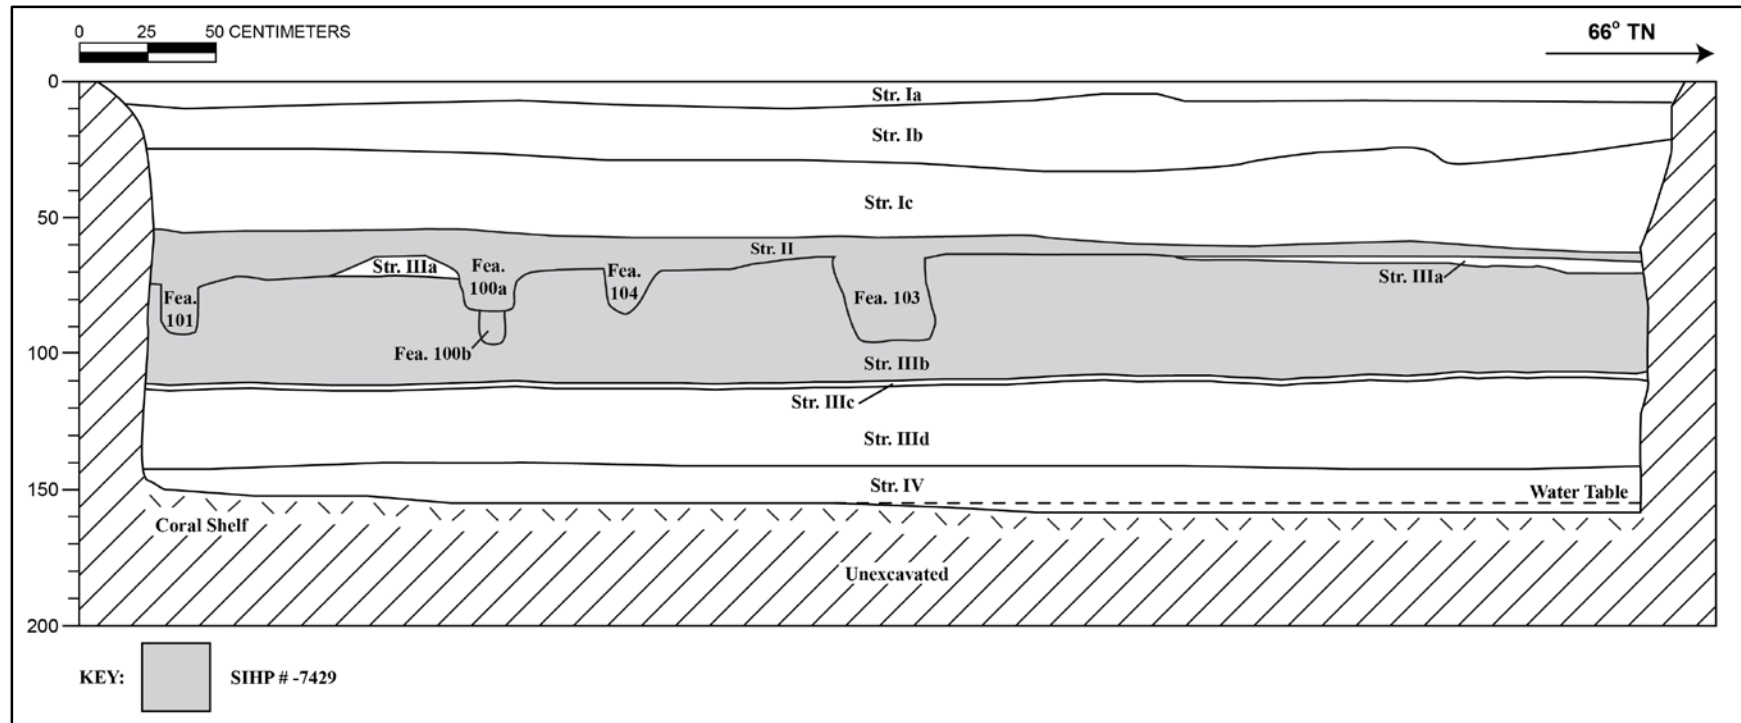 0 25 50 CENTIMETERS
66° TN
0
Str. Ia
Str. Ib
Str. Ic
50
Str. II
Str. IIIa
Fea.
100a
Fea.
104
Str. IIIa
Fea.
101
Fea. 103
100
Fea. 100b
Str. IIIb
Str. IIIc
Str. IIId
150
Str. IV
Water Table
Coral Shelf
Unexcavated
200
KEY:
SIHP # -7429